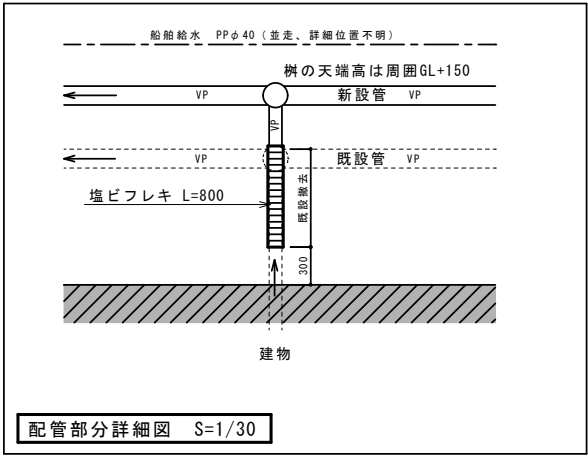 船舶給水 PPφ40(並走、詳細位置不明)
桝の天端高は周囲GL+150
VP 新設管 VP
VP
VP 既設管 VP
塩ビフレキ L=800
既設撤去
300
建物
配管部分詳細図 S=1/30